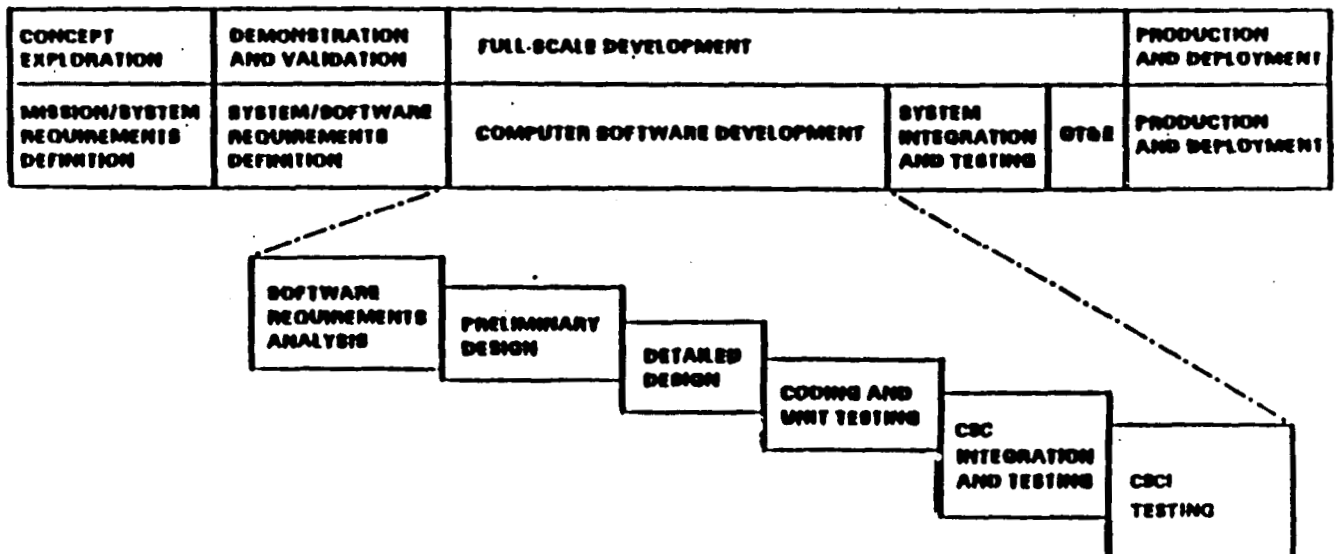 CONCEPT
EXPLORATION
DEMONSTRATION
AND VALIDATION
FULL-SCALE DEVELOPMENT
PRODUCTION
AND DEPLOYMENT
MISSION/SYSTEM
REQUIREMENTS
DEFINITION
SYSTEM/SOFTWARE
REQUIREMENTS
DEFINITION
COMPUTER SOFTWARE DEVELOPMENT
SYSTEM
INTEGRATION
AND TESTING
OT&E
PRODUCTION
AND DEPLOYMENT
SOFTWARE
REQUIREMENTS
ANALYSIS
PRELIMINARY
DESIGN
DETAILED
DESIGN
CODING AND
UNIT TESTING
CSC
INTEGRATION
AND TESTING
CSCI
TESTING